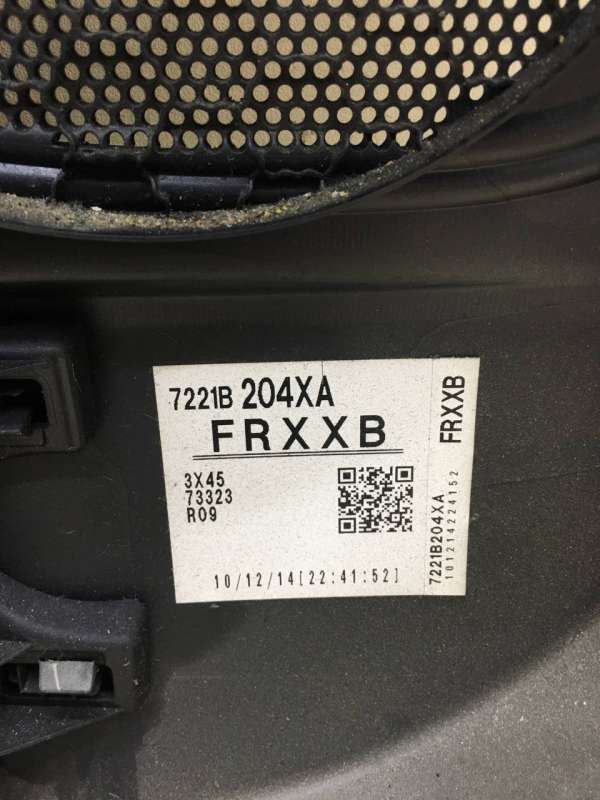 7221B 204XA
FRXXB
3X45
73323
R09
10/12/14[22:41:52]
FRXXB
7221B204XA
101214224152